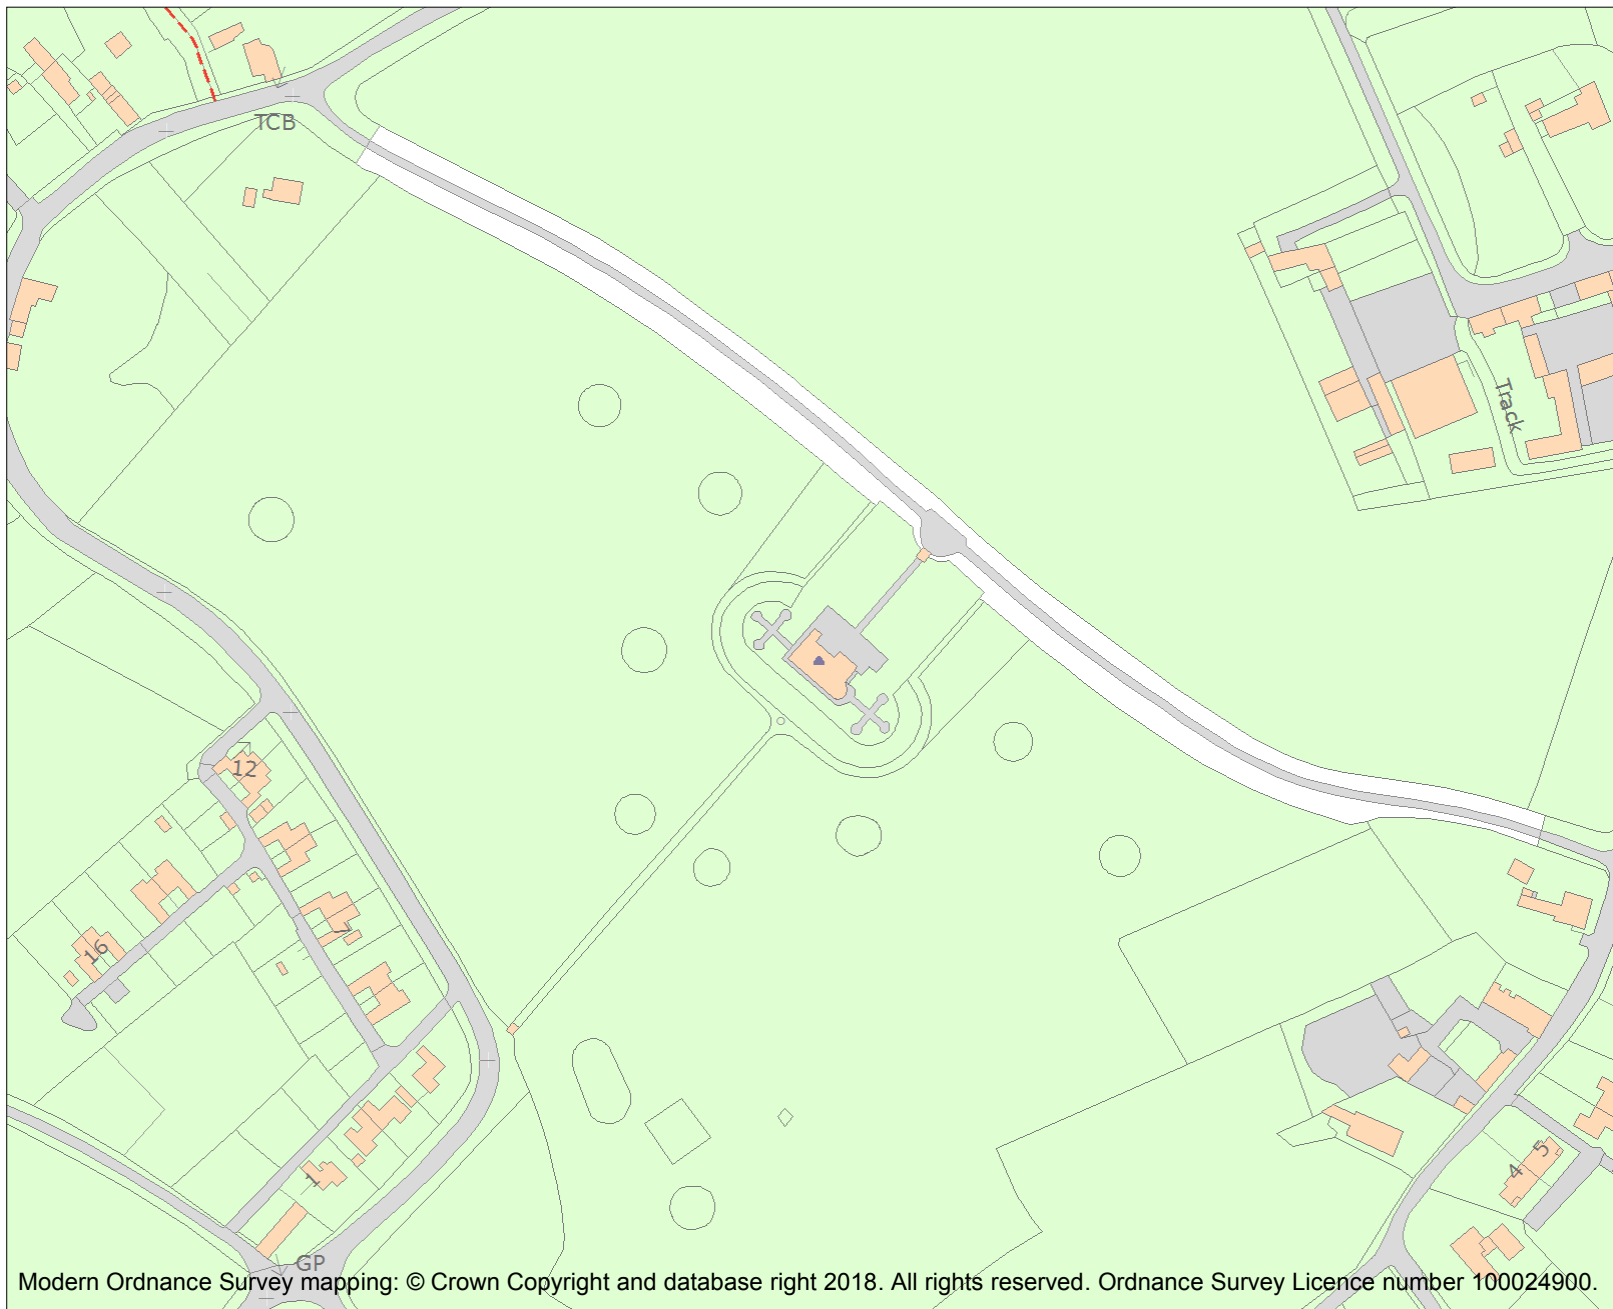 TCB
Track
12
7
16
1
4
5
GP
Modern Ordnance Survey mapping: © Crown Copyright and database right 2018. All rights reserved. Ordnance Survey Licence number 100024900.